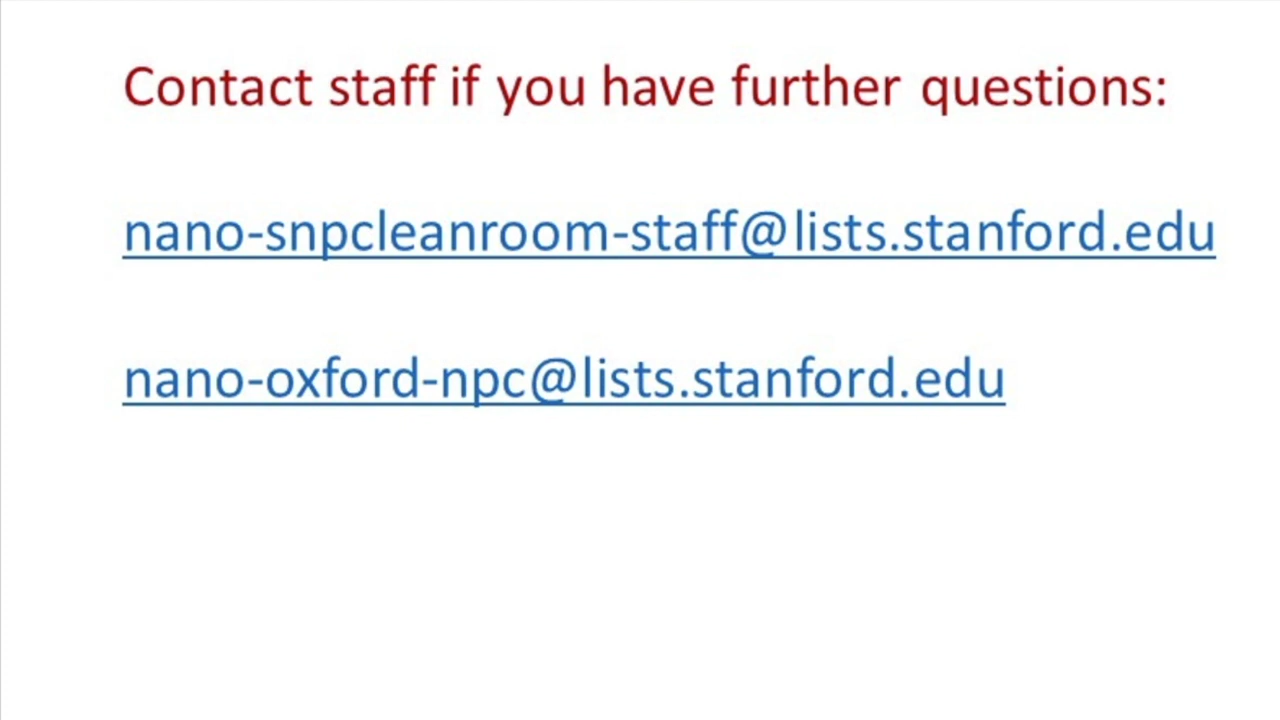 Contact staff if you have further questions:
nano-snpcleanroom-staff@lists.stanford.edu
nano-oxford-npc@lists.stanford.edu